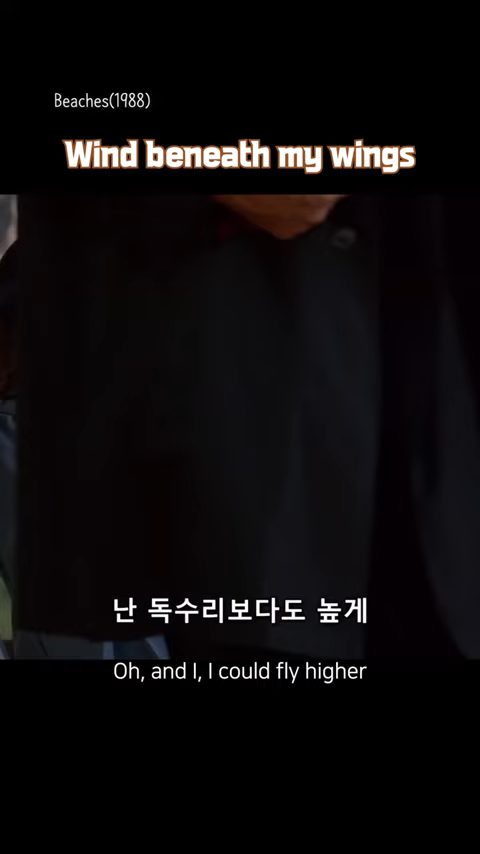 Beaches(1988)
Wind beneath my wings
난 독수리보다도 높게
Oh, and I, I could fly higher